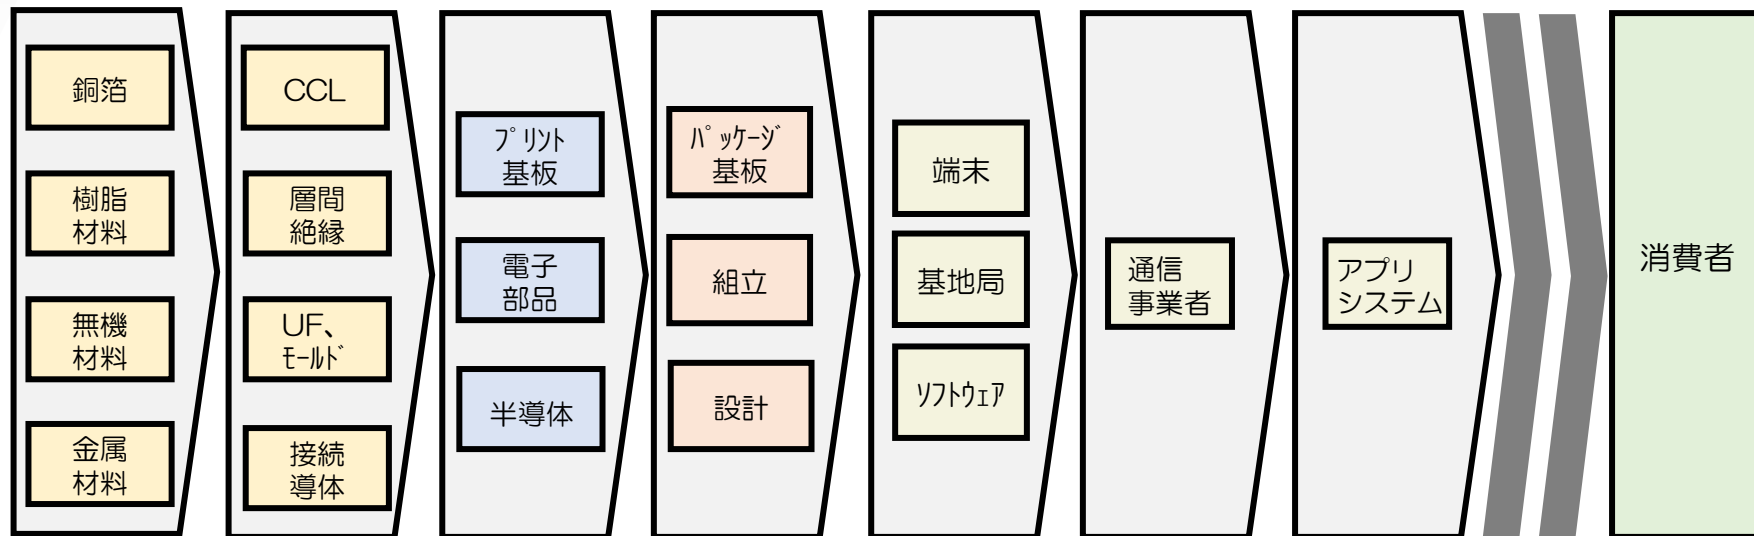 銅箔
樹脂
材料
無機
材料
金属
材料
CCL
層間
絶縁
UF、
ﾓｰﾙﾄﾞ
接続
導体
ﾌﾟﾘﾝﾄ
基板
電子
部品
半導体
ﾊﾟｯｹｰｼﾞ
基板
組立
設計
端末
基地局
ｿﾌﾄｳｪｱ
通信
事業者
アプリ
システム
消費者